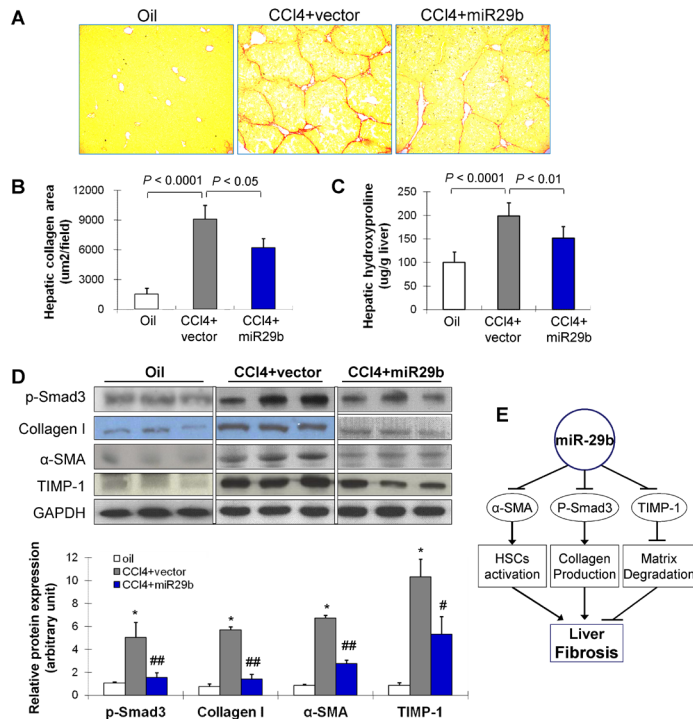 A
Oil
CCl4+vector
CCl4+miR29b
B
Hepatic collagen area
(um2/field)
12000
9000
6000
3000
0
P < 0.0001
P < 0.05
Oil
CCl4+
vector
CCl4+
miR29b
C
Hepatic hydroxyproline
(ug/g liver)
250
200
150
100
50
0
P < 0.0001
P < 0.01
Oil
CCl4+
vector
CCl4+
miR29b
D
Oil
CCl4+vector
CCl4+miR29b
p-Smad3
Collagen I
α-SMA
TIMP-1
GAPDH
Relative protein expression
(arbitrary unit)
12
10
8
6
4
2
0
oil
CCl4+vector
CCl4+miR29b
*
##
*
##
*
##
*
#
p-Smad3
Collagen I
α-SMA
TIMP-1
E
miR-29b
α-SMA
P-Smad3
TIMP-1
HSCs
activation
Collagen
Production
Matrix
Degradation
Liver
Fibrosis